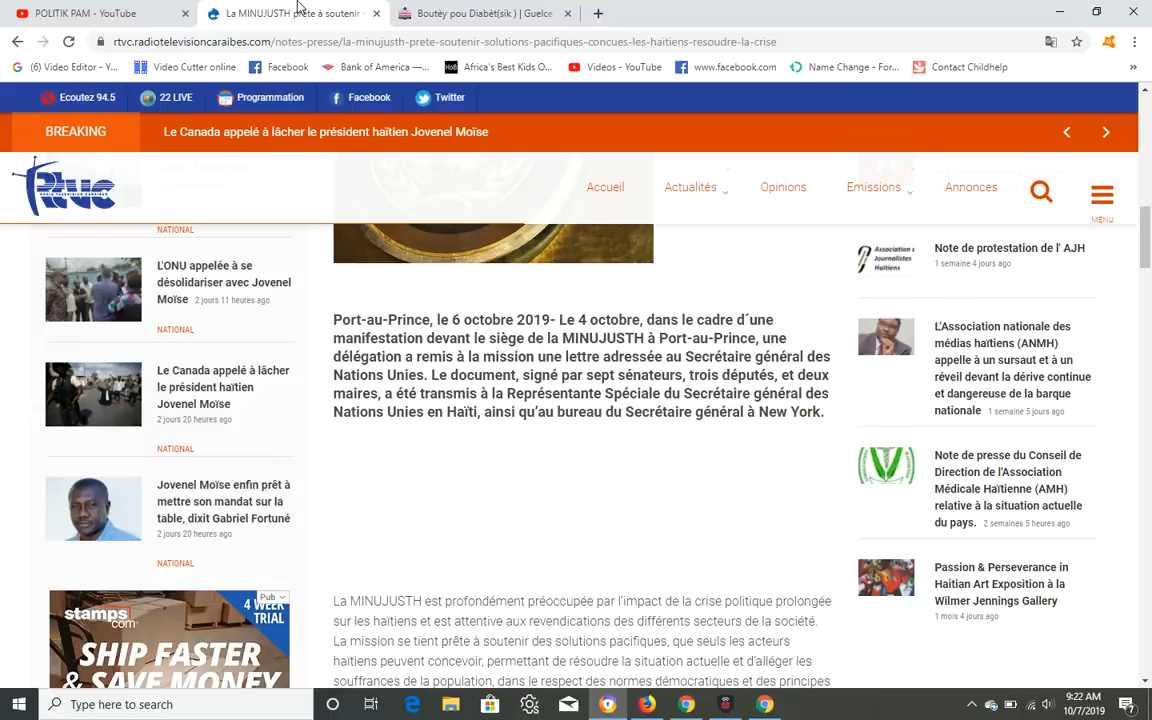 POLITIK PAM - YouTube
La MINUJUSTH prête à soutenir
Boutèy pou Diabèt(sik ) | Guelce
rtvc.radiotelevisioncaraibes.com/notes-presse/la-minujusth-prete-soutenir-solutions-pacifiques-concues-les-haitiens-resoudre-la-crise
(6) Video Editor - Y...
Video Cutter online
Facebook
Bank of America —...
Africa's Best Kids O...
Videos - YouTube
www.facebook.com
Name Change - For...
Contact Childhelp
Ecoutez 94.5
22 LIVE
Programmation
Facebook
Twitter
BREAKING
Le Canada appelé à lâcher le président haïtien Jovenel Moïse
Rtvc
Accueil
Actualités
Opinions
Emissions
Annonces
MENU
NATIONAL
L'ONU appelée à se
désolidariser avec Jovenel
Moïse 2 jours 11 heures ago
NATIONAL
Le Canada appelé à lâcher
le président haïtien
Jovenel Moïse
2 jours 20 heures ago
NATIONAL
Jovenel Moïse enfin prêt à
mettre son mandat sur la
table, dixit Gabriel Fortuné
2 jours 20 heures ago
NATIONAL
Pub
stamps.com
4 WEEK
TRIAL
SHIP FASTER
& SAVE MONEY
Port-au-Prince, le 6 octobre 2019- Le 4 octobre, dans le cadre d´une
manifestation devant le siège de la MINUJUSTH à Port-au-Prince, une
délégation a remis à la mission une lettre adressée au Secrétaire général des
Nations Unies. Le document, signé par sept sénateurs, trois députés, et deux
maires, a été transmis à la Représentante Spéciale du Secrétaire général des
Nations Unies en Haïti, ainsi qu'au bureau du Secrétaire général à New York.
La MINUJUSTH est profondément préoccupée par l'impact de la crise politique prolongée
sur les haïtiens et est attentive aux revendications des différents secteurs de la société.
La mission se tient prête à soutenir des solutions pacifiques, que seuls les acteurs
haïtiens peuvent concevoir, permettant de résoudre la situation actuelle et d'alléger les
souffrances de la population, dans le respect des normes démocratiques et des principes
Association des
Journalistes
Haïtiens
Note de protestation de l' AJH
1 semaine 4 jours ago
L'Association nationale des
médias haïtiens (ANMH)
appelle à un sursaut et à un
réveil devant la dérive continue
et dangereuse de la barque
nationale 1 semaine 5 jours ago
Note de presse du Conseil de
Direction de l'Association
Médicale Haïtienne (AMH)
relative à la situation actuelle
du pays. 2 semaines 5 heures ago
Passion & Perseverance in
Haitian Art Exposition à la
Wilmer Jennings Gallery
1 mois 4 jours ago
Type here to search
9:22 AM
10/7/2019
7